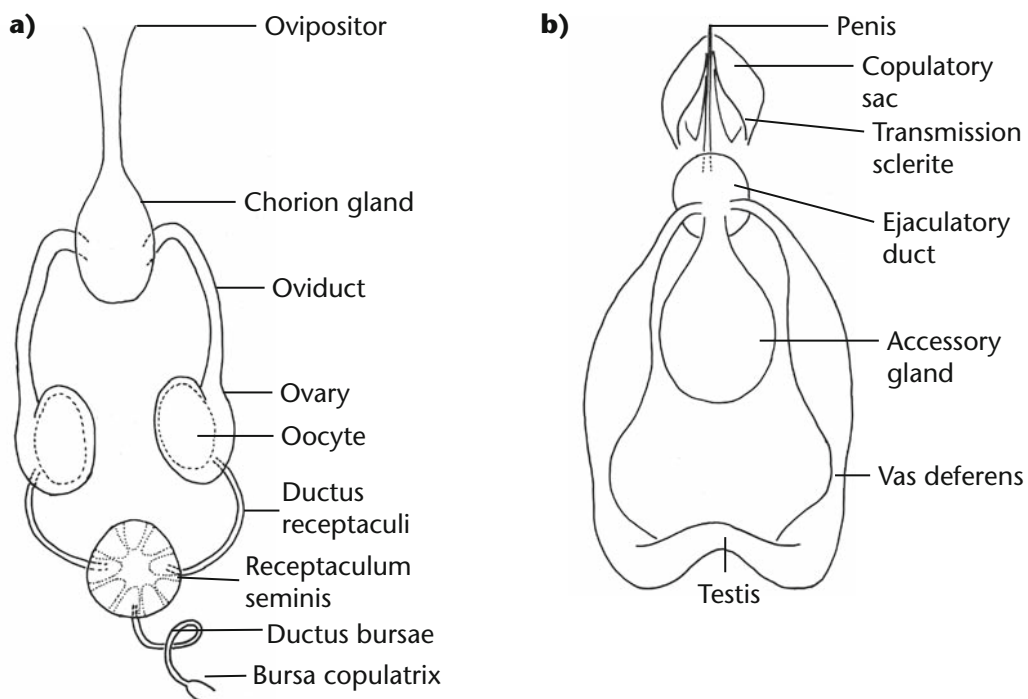 a)
Ovipositor
Chorion gland
Oviduct
Ovary
Oocyte
Ductus
receptaculi
Receptaculum
seminis
Ductus bursae
Bursa copulatrix
b)
Penis
Copulatory
sac
Transmission
sclerite
Ejaculatory
duct
Accessory
gland
Vas deferens
Testis